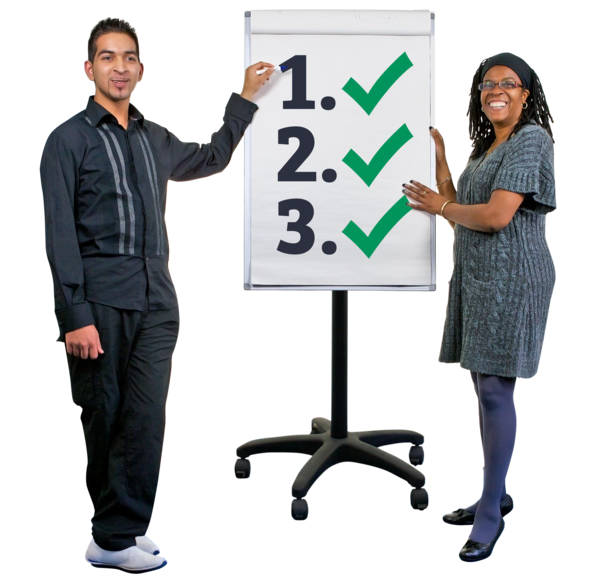 1. ✓
2. ✓
3. ✓